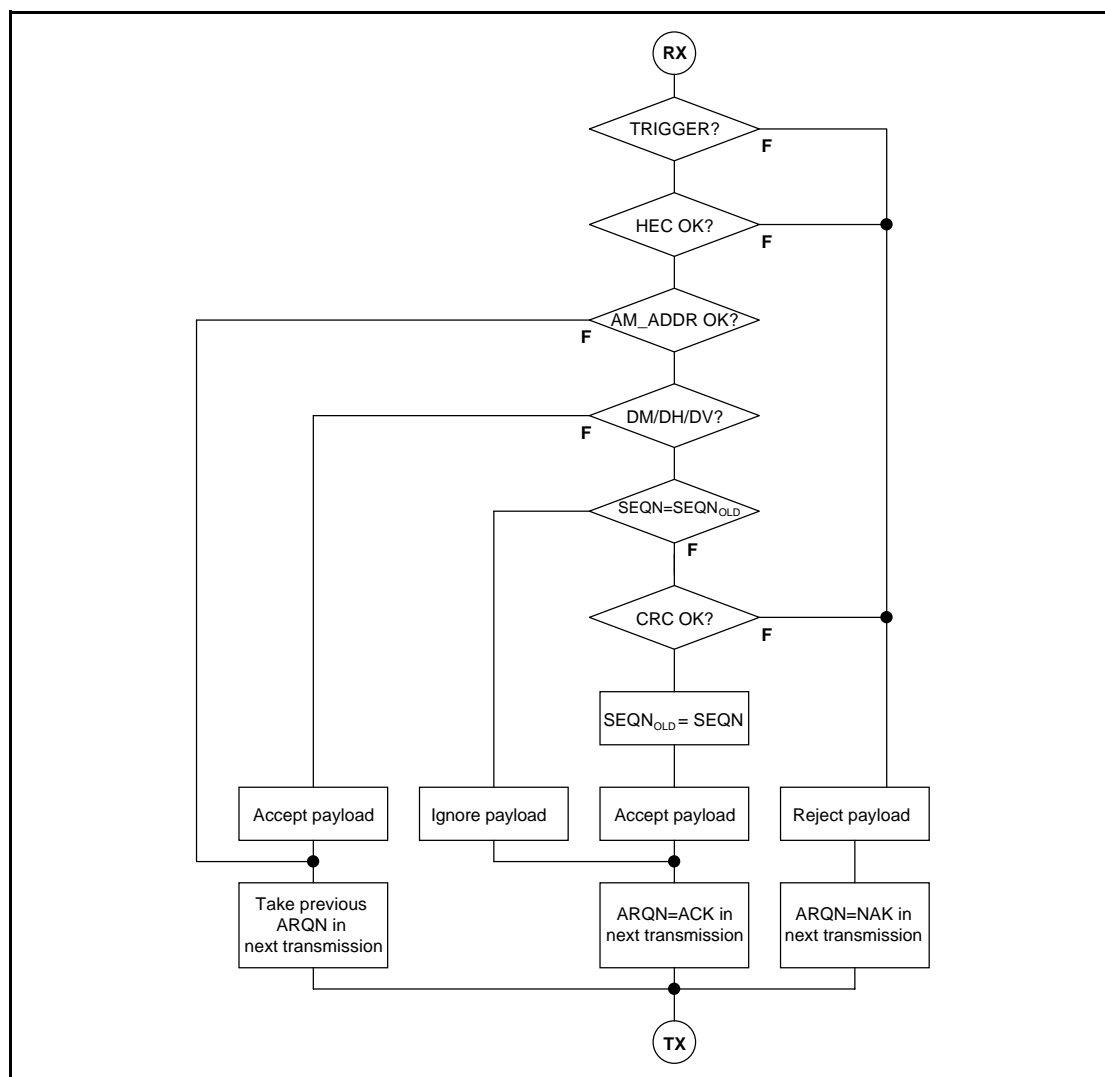 RX
TRIGGER?
F
HEC OK?
F
AM_ADDR OK?
F
DM/DH/DV?
F
SEQN=SEQNOLD
F
CRC OK?
F
SEQNOLD = SEQN
Accept payload
Ignore payload
Accept payload
Reject payload
Take previous
ARQN in
next transmission
ARQN=ACK in
next transmission
ARQN=NAK in
next transmission
TX